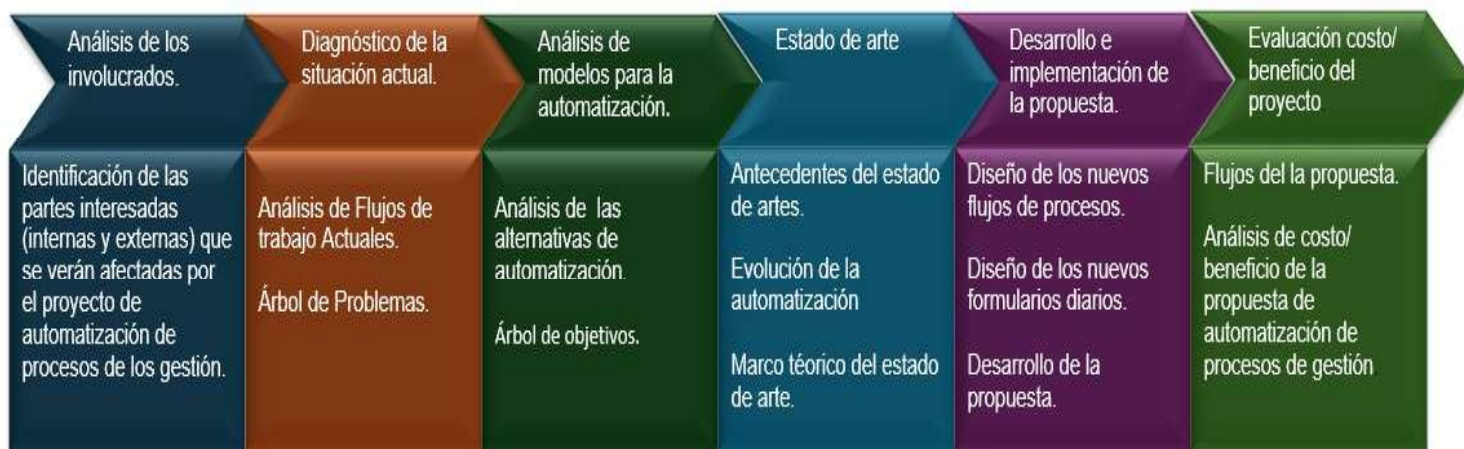 Análisis de los
involucrados.
Identificación de las
partes interesadas
(internas y externas) que
se verán afectadas por
el proyecto de
automatización de
procesos de los gestión.
Diagnóstico de la
situación actual.
Análisis de Flujos de
trabajo Actuales.
Árbol de Problemas.
Análisis de
modelos para la
automatización.
Análisis de las
alternativas de
automatización.
Árbol de objetivos.
Estado de arte
Antecedentes del estado
de artes.
Evolución de la
automatización
Marco teórico del estado
de arte.
Desarrollo e
implementación de
la propuesta.
Diseño de los nuevos
flujos de procesos.
Diseño de los nuevos
formularios diarios.
Desarrollo de la
propuesta.
Evaluación costo/
beneficio del
proyecto
Flujos del la propuesta.
Análisis de costo/
beneficio de la
propuesta de
automatización de
procesos de gestión